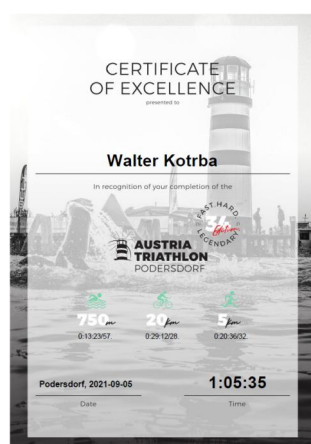 CERTIFICATE
OF EXCELLENCE
presented to
Walter Kotrba
In recognition of your completion of the
FAST. HARD
34
LEGENDARY
AUSTRIA
TRIATHLON
PODERSDORF
750m 20km 5km
0:13:23/57. 0:29:12/28. 0:20:36/32.
Podersdorf, 2021-09-05 1:05:35
Date Time